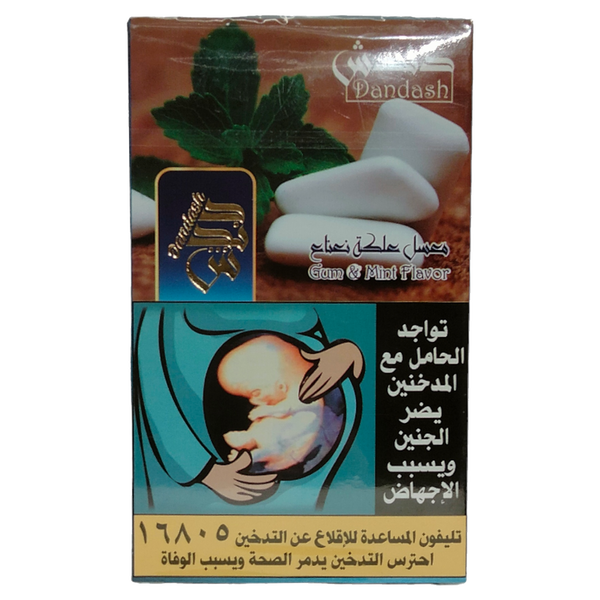 دندش
Dandash
دندش
Dandash
معسل علكة نعناع
Gum & Mint Flavor
تواجد
الحامل مع
المدخنين
يضر
الجنين
ويسبب
الإجهاض
تليفون المساعدة للإقلاع عن التدخين ١٦٨٠٥
احترس التدخين يدمر الصحة ويسبب الوفاة